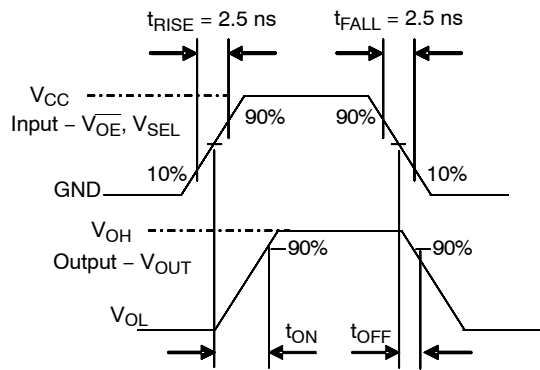 tRISE = 2.5 ns
tFALL = 2.5 ns
VCC
Input – VOE̅, VSEL
90%
90%
10%
10%
GND
VOH
Output – VOUT
90%
90%
VOL
tON
tOFF